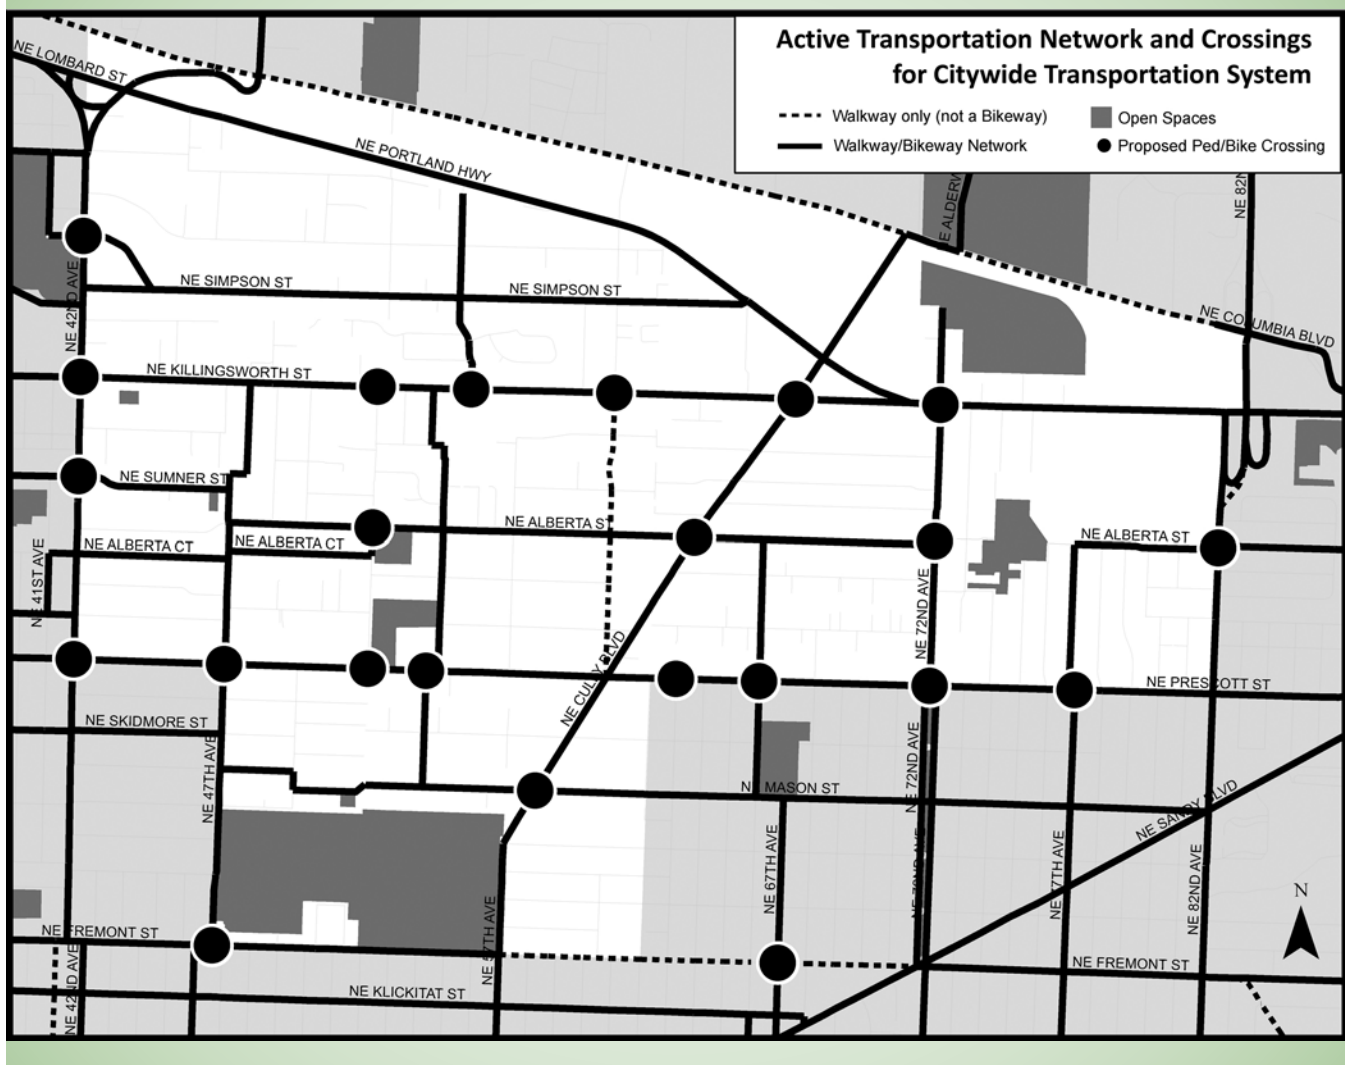 Active Transportation Network and Crossings
for Citywide Transportation System
Walkway only (not a Bikeway)
Open Spaces
Walkway/Bikeway Network
Proposed Ped/Bike Crossing
NE LOMBARD ST
NE PORTLAND HWY
NE 82N
E ALDERW
NE 42ND AVE
NE SIMPSON ST
NE SIMPSON ST
NE COLUMBIA BLVD
NE KILLINGSWORTH ST
NE SUMNER ST
NE ALBERTA ST
NE ALBERTA ST
NE ALBERTA CT
NE ALBERTA CT
NE 41ST AVE
NE 72ND AVE
NE CULLY BLVD
NE PRESCOTT ST
NE SKIDMORE ST
NE 47TH AVE
NE 72ND AVE
NE MASON ST
NE SANDY BLVD
NE 67TH AVE
NE 72ND AVE
NE 77TH AVE
NE 82ND AVE
N
NE FREMONT ST
NE 57TH AVE
NE FREMONT ST
NE 42ND AVE
NE KLICKITAT ST